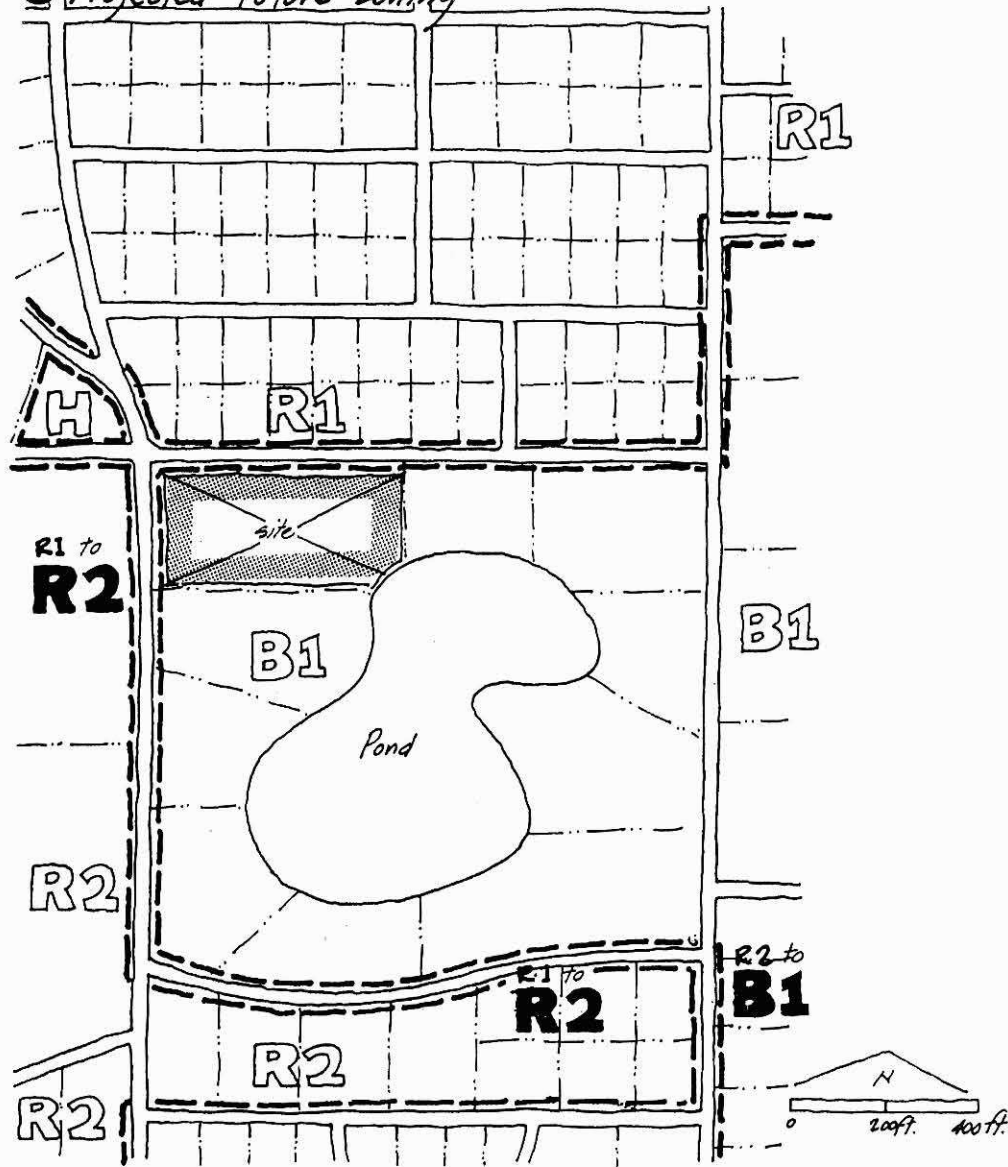 Projected future zoning
R1
H
R1
site
R1 to
R2
B1
B1
Pond
R2
R2 to
B1
R1 to
R2
R2
R2
N
0 200ft. 400ft.